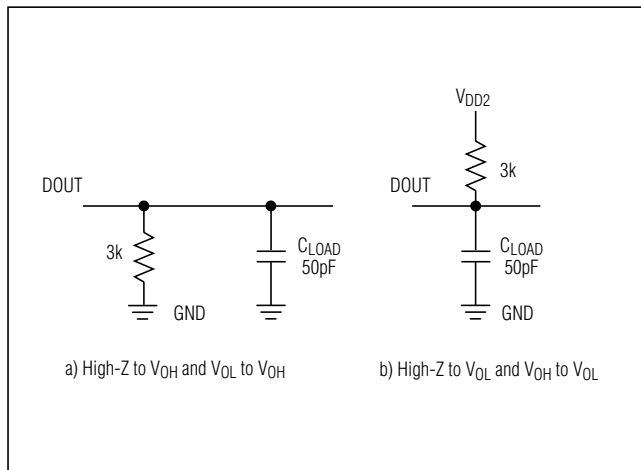 DOUT
3k
GND
C_LOAD
50pF
a) High-Z to V_OH and V_OL to V_OH
V_DD2
3k
DOUT
C_LOAD
50pF
GND
b) High-Z to V_OL and V_OH to V_OL